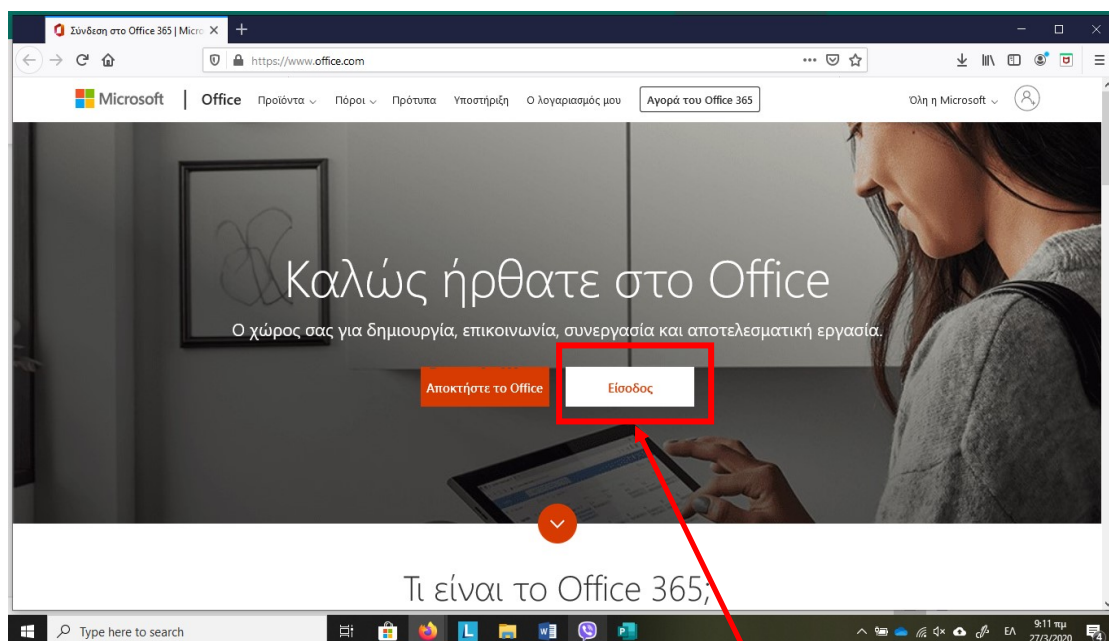 Σύνδεση στο Office 365 | Micro
https://www.office.com
Microsoft | Office Προϊόντα Πόροι Πρότυπα Υποστήριξη Ο λογαριασμός μου Αγορά του Office 365 Όλη η Microsoft
Καλώς ήρθατε στο Office
Ο χώρος σας για δημιουργία, επικοινωνία, συνεργασία και αποτελεσματική εργασία.
Αποκτήστε το Office Είσοδος
Τι είναι το Office 365;
Type here to search L W P ΕΛ 9:11 πμ
27/3/2020 4